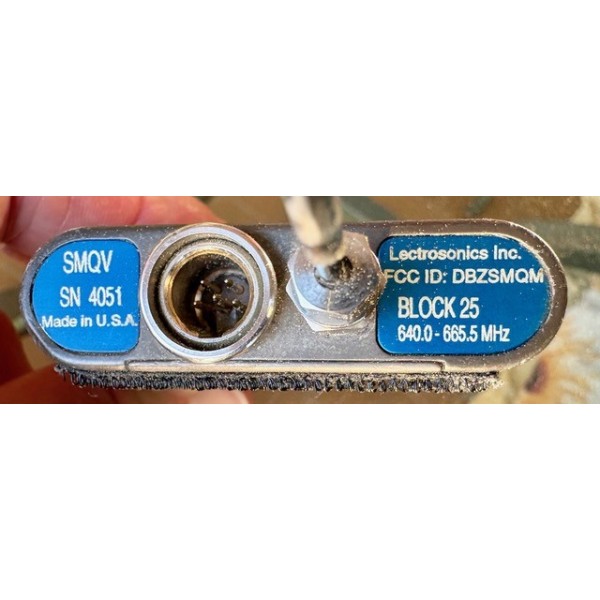 SMQV
SN 4051
Made in U.S.A.
Lectrosonics Inc.
FCC ID: DBZSMQM
BLOCK 25
640.0 - 665.5 MHz